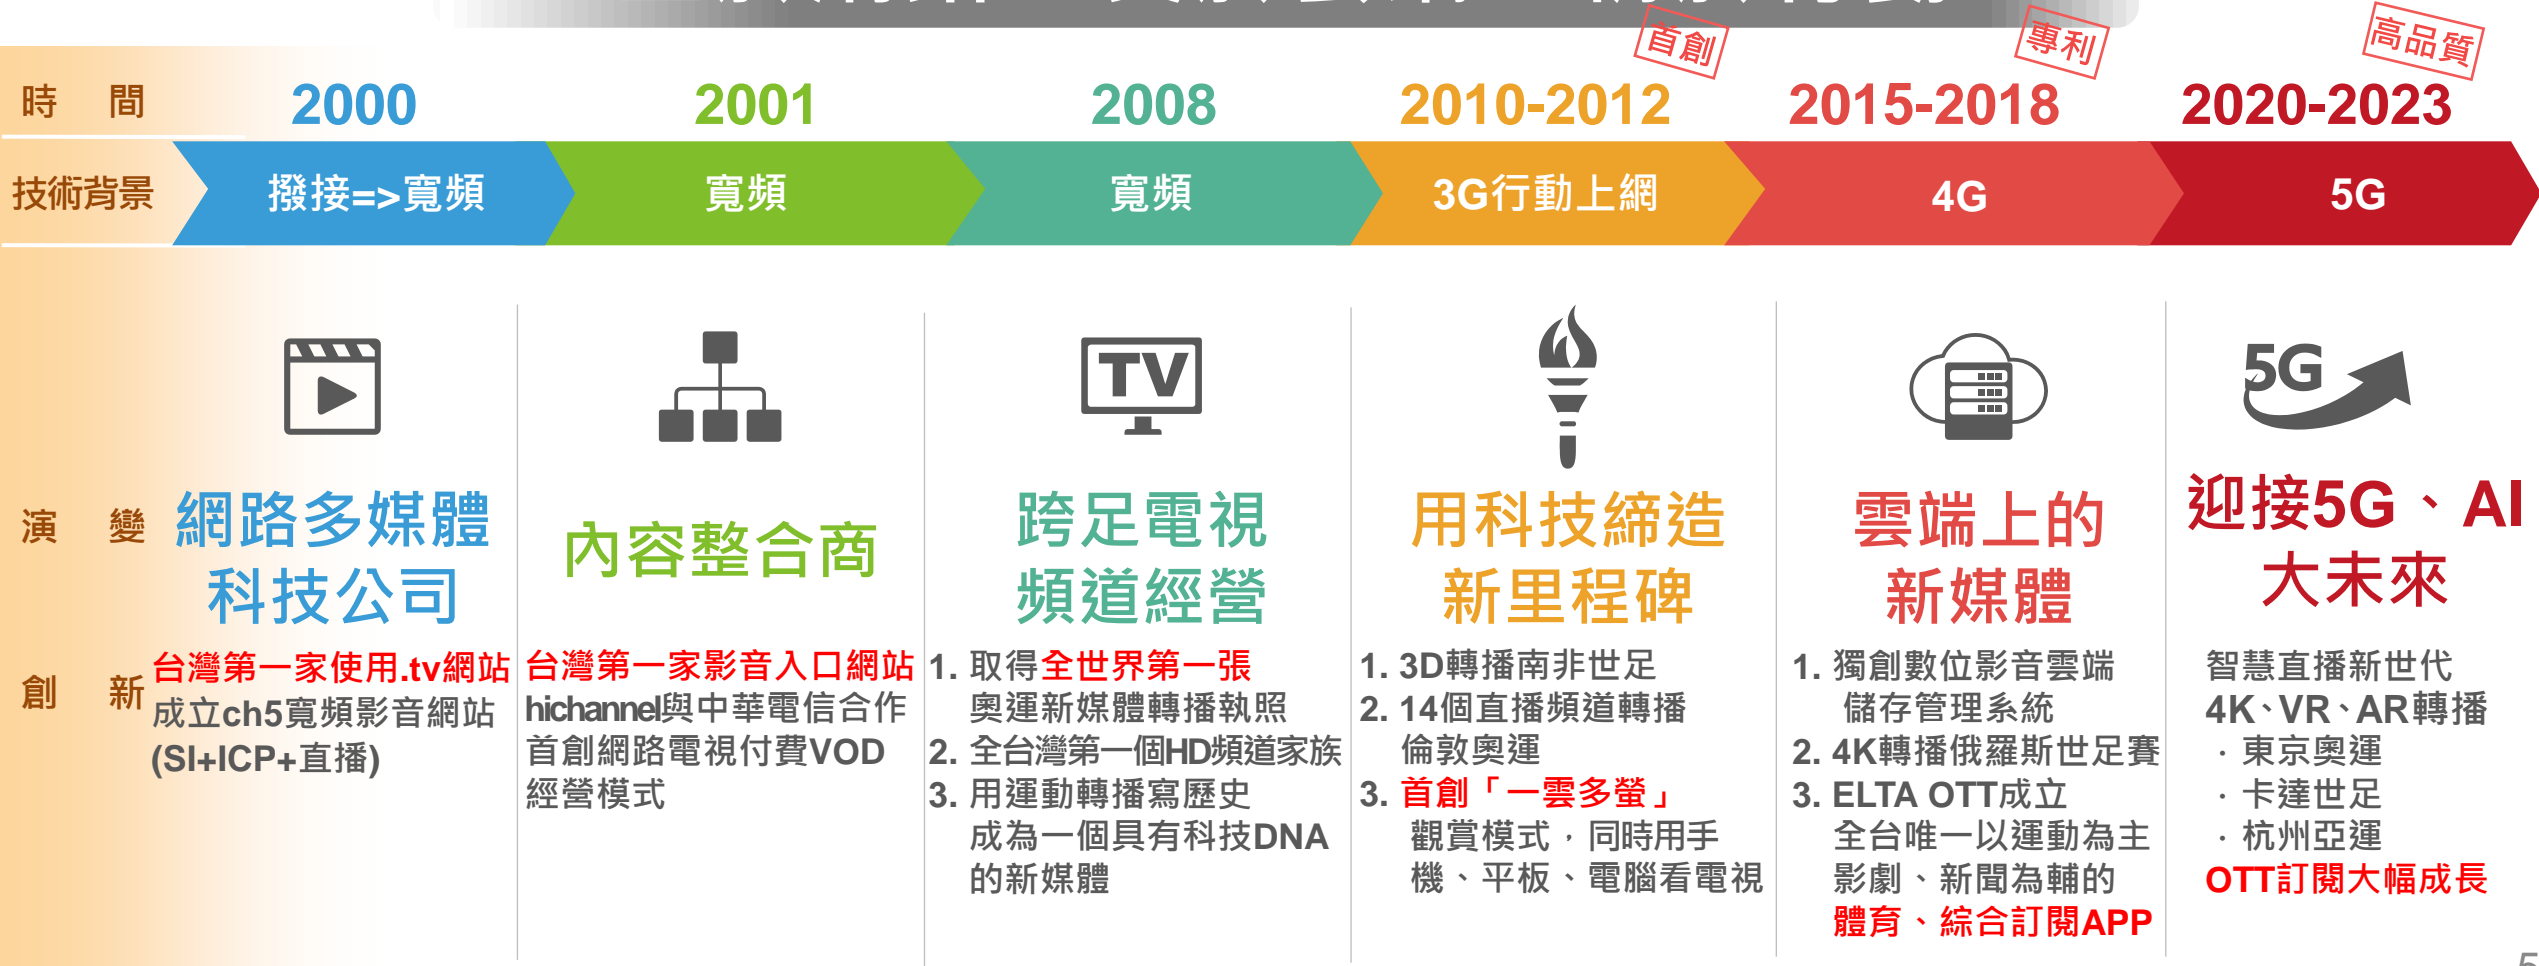 首創
專利
高品質
時 間 2000 2001 2008 2010-2012 2015-2018 2020-2023
技術背景 撥接=>寬頻 寬頻 寬頻 3G行動上網 4G 5G
TV
5G
演 變
網路多媒體
科技公司
內容整合商
跨足電視
頻道經營
用科技締造
新里程碑
雲端上的
新媒體
迎接5G、AI
大未來
創 新
台灣第一家使用.tv網站
成立ch5寬頻影音網站
(SI+ICP+直播)
台灣第一家影音入口網站
hichannel與中華電信合作
首創網路電視付費VOD
經營模式
1. 取得全世界第一張
奧運新媒體轉播執照
2. 全台灣第一個HD頻道家族
3. 用運動轉播寫歷史
成為一個具有科技DNA
的新媒體
1. 3D轉播南非世足
2. 14個直播頻道轉播
倫敦奧運
3. 首創「一雲多螢」
觀賞模式，同時用手
機、平板、電腦看電視
1. 獨創數位影音雲端
儲存管理系統
2. 4K轉播俄羅斯世足賽
3. ELTA OTT成立
全台唯一以運動為主
影劇、新聞為輔的
體育、綜合訂閱APP
智慧直播新世代
4K、VR、AR轉播
．東京奧運
．卡達世足
．杭州亞運
OTT訂閱大幅成長